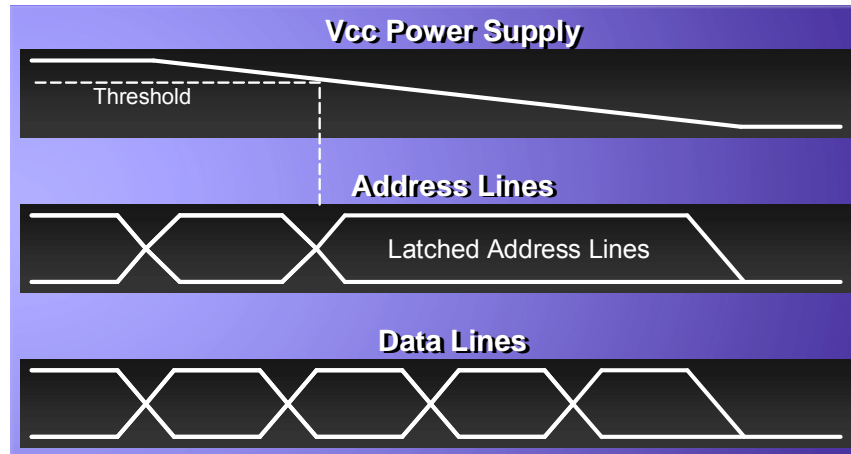 Vcc Power Supply
Threshold
Address Lines
Latched Address Lines
Data Lines